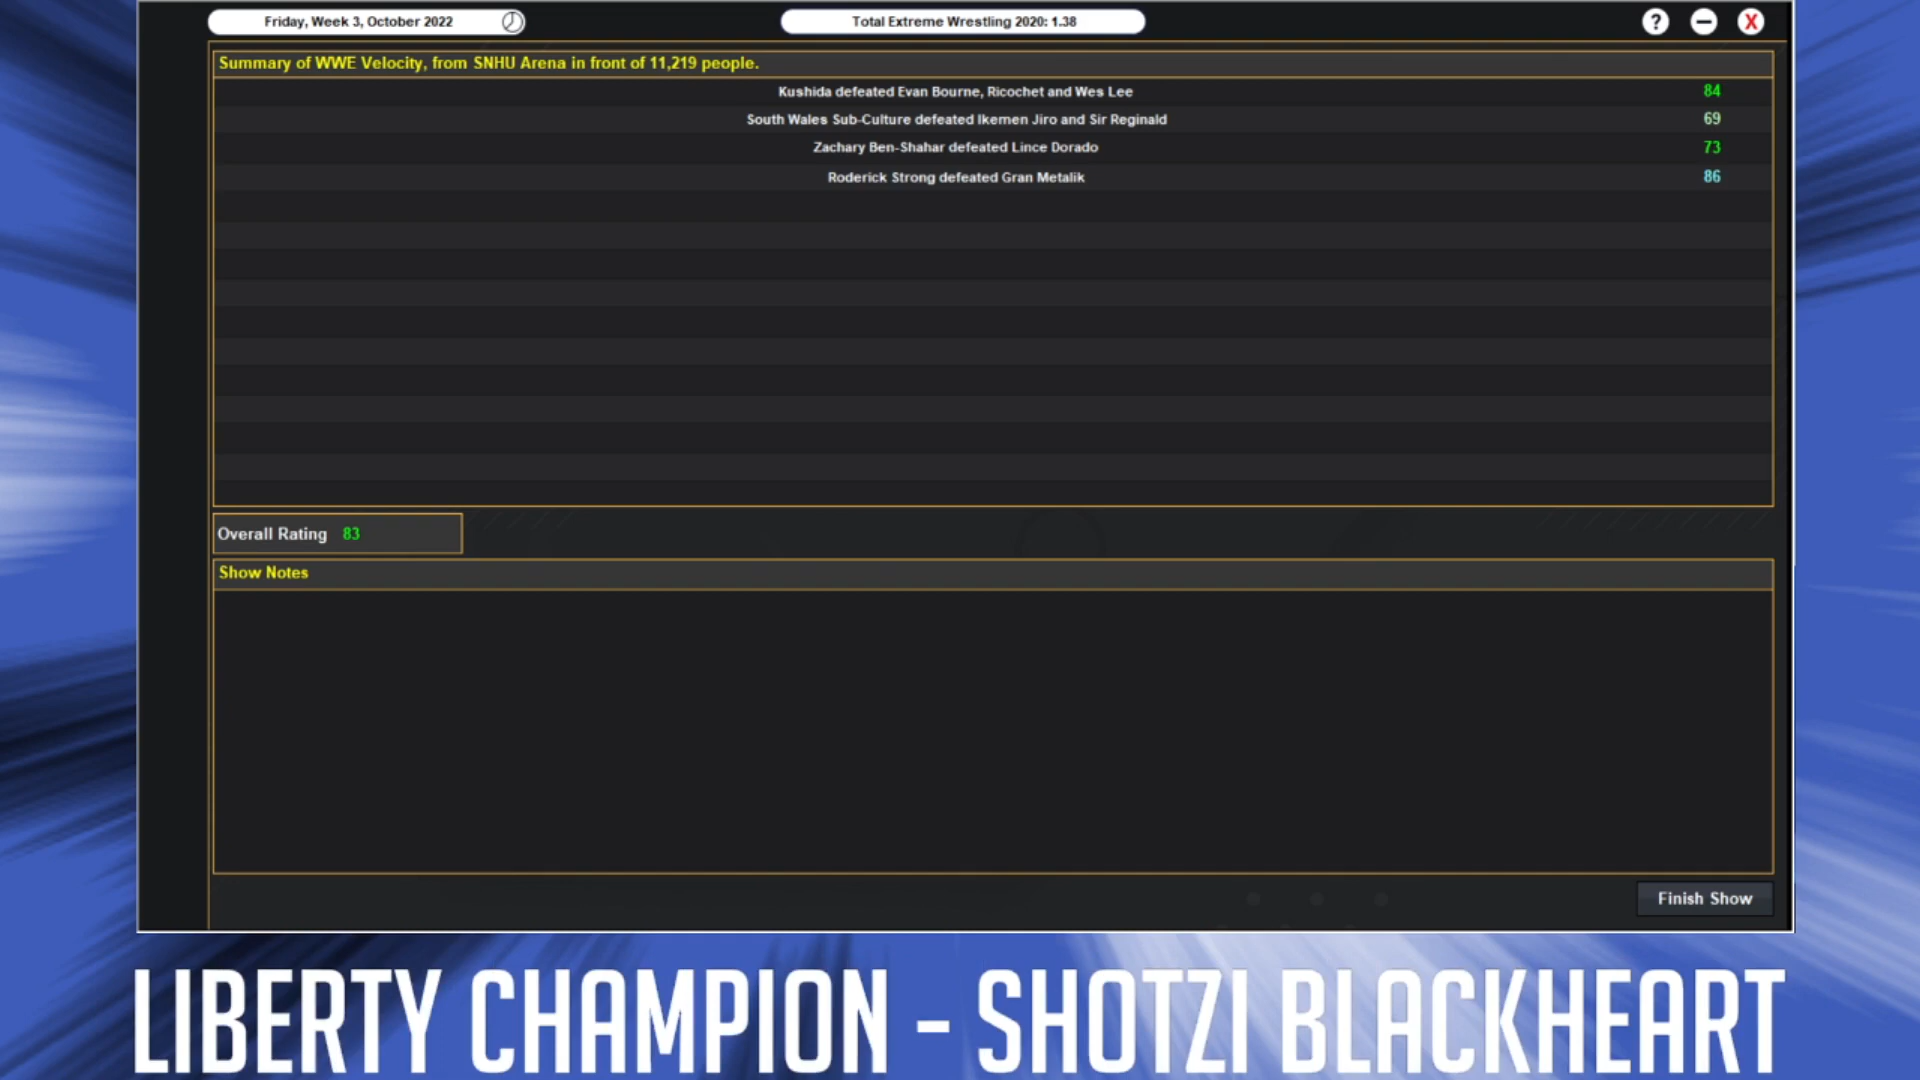 Friday, Week 3, October 2022
Total Extreme Wrestling 2020: 1.38
?
X
Summary of WWE Velocity, from SNHU Arena in front of 11,219 people.
Kushida defeated Evan Bourne, Ricochet and Wes Lee 84
South Wales Sub-Culture defeated Ikemen Jiro and Sir Reginald 69
Zachary Ben-Shahar defeated Lince Dorado 73
Roderick Strong defeated Gran Metalik 86
Overall Rating 83
Show Notes
Finish Show
LIBERTY CHAMPION - SHOTZI BLACKHEART